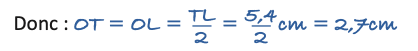 Donc : OT = OL = TL/2 = 5,4/2 cm = 2,7cm